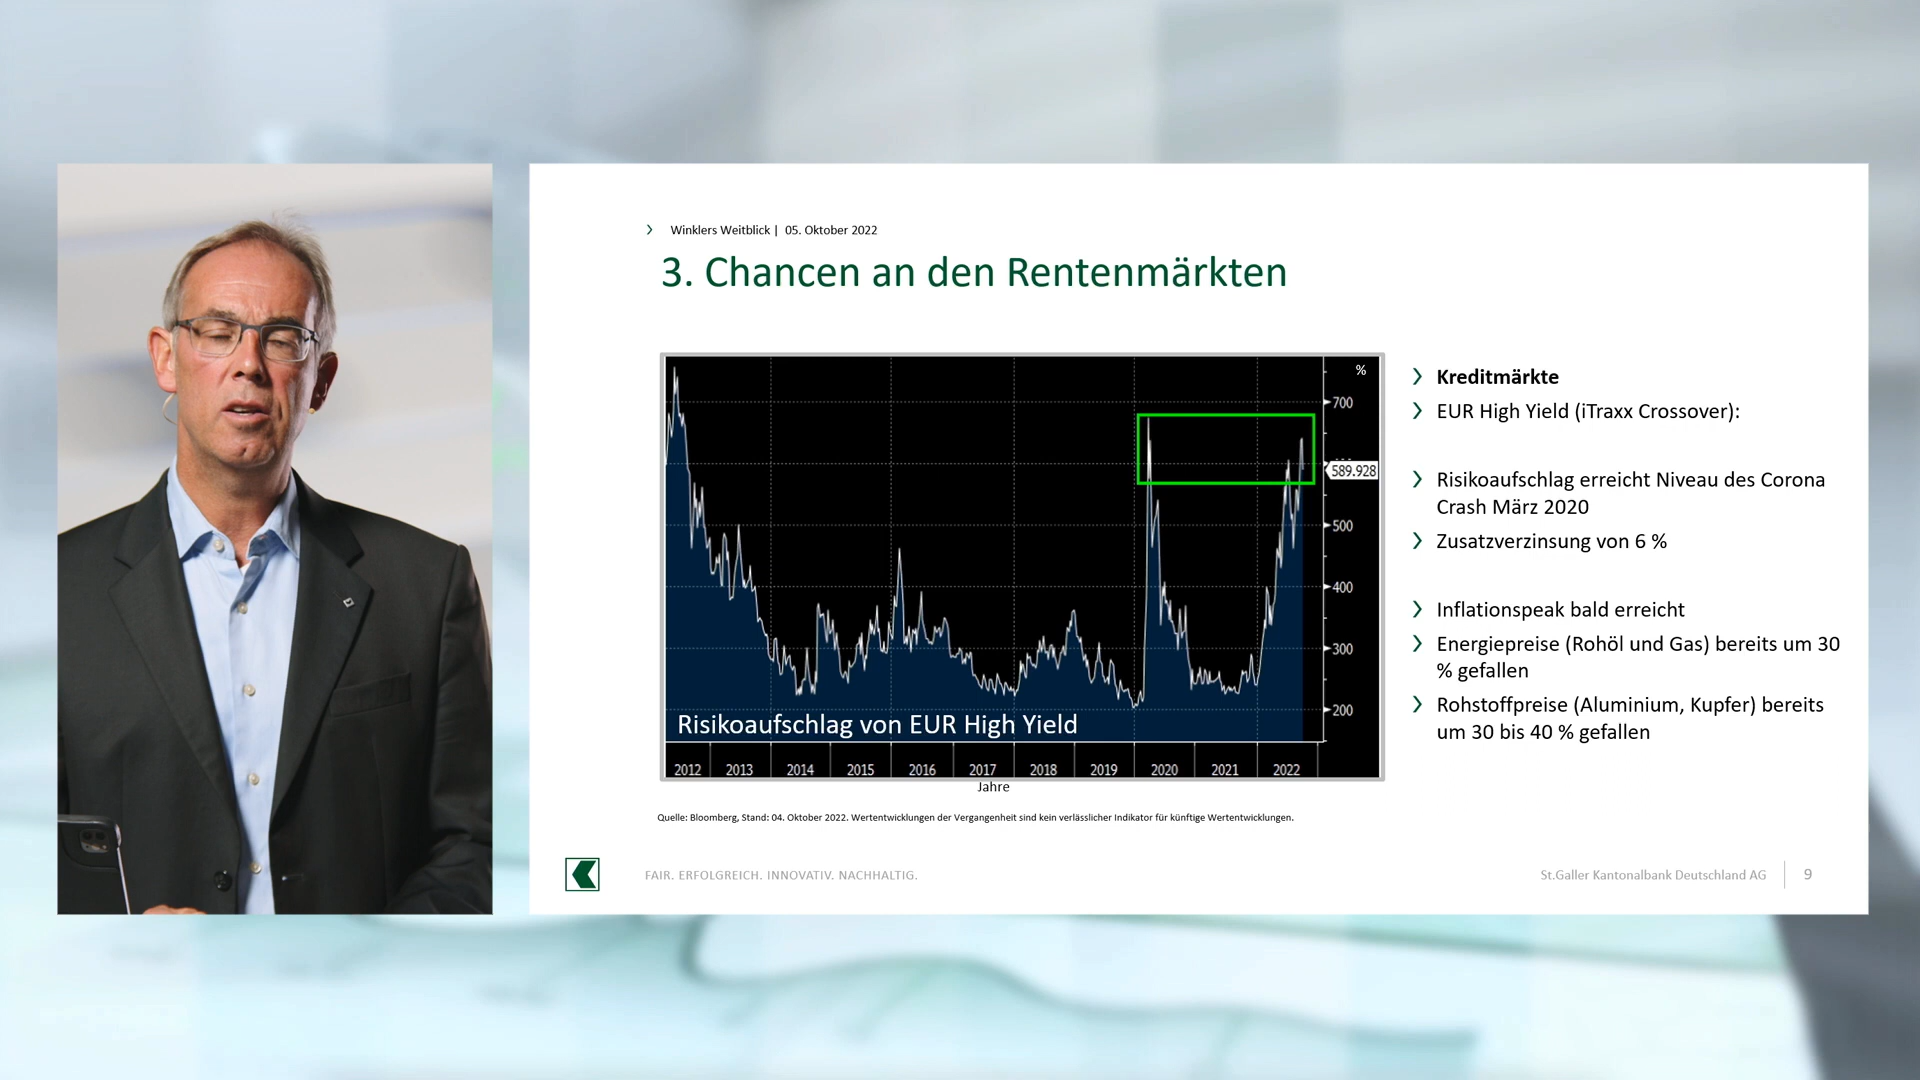 Winklers Weitblick | 05. Oktober 2022
3. Chancen an den Rentenmärkten
%
700
589.928
500
400
300
200
Risikoaufschlag von EUR High Yield
2012 2013 2014 2015 2016 2017 2018 2019 2020 2021 2022
Jahre
Quelle: Bloomberg, Stand: 04. Oktober 2022. Wertentwicklungen der Vergangenheit sind kein verlässlicher Indikator für künftige Wertentwicklungen.
Kreditmärkte
EUR High Yield (iTraxx Crossover):
Risikoaufschlag erreicht Niveau des Corona
Crash März 2020
Zusatzverzinsung von 6 %
Inflationspeak bald erreicht
Energiepreise (Rohöl und Gas) bereits um 30
% gefallen
Rohstoffpreise (Aluminium, Kupfer) bereits
um 30 bis 40 % gefallen
FAIR. ERFOLGREICH. INNOVATIV. NACHHALTIG.
St.Galler Kantonalbank Deutschland AG | 9